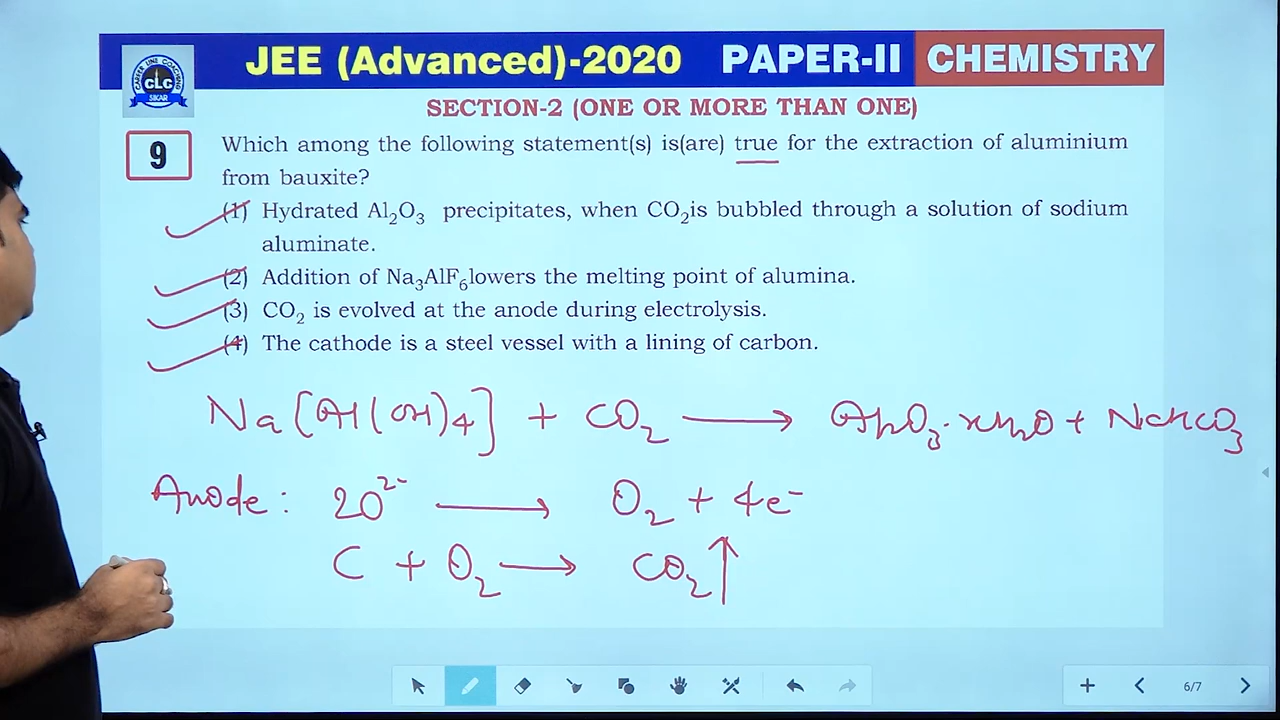 JEE (Advanced)-2020 PAPER-II CHEMISTRY
CLC
SIKAR
SECTION-2 (ONE OR MORE THAN ONE)
9 Which among the following statement(s) is(are) true for the extraction of aluminium
from bauxite?
(1) Hydrated Al₂O₃ precipitates, when CO₂is bubbled through a solution of sodium
aluminate.
(2) Addition of Na₃AlF₆lowers the melting point of alumina.
(3) CO₂ is evolved at the anode during electrolysis.
(4) The cathode is a steel vessel with a lining of carbon.
Na[Al(OH)₄] + CO₂ ⟶ Al₂O₃·xH₂O + NaHCO₃
Anode: 2O²⁻ ⟶ O₂ + 4e⁻
C + O₂ ⟶ CO₂↑
6/7